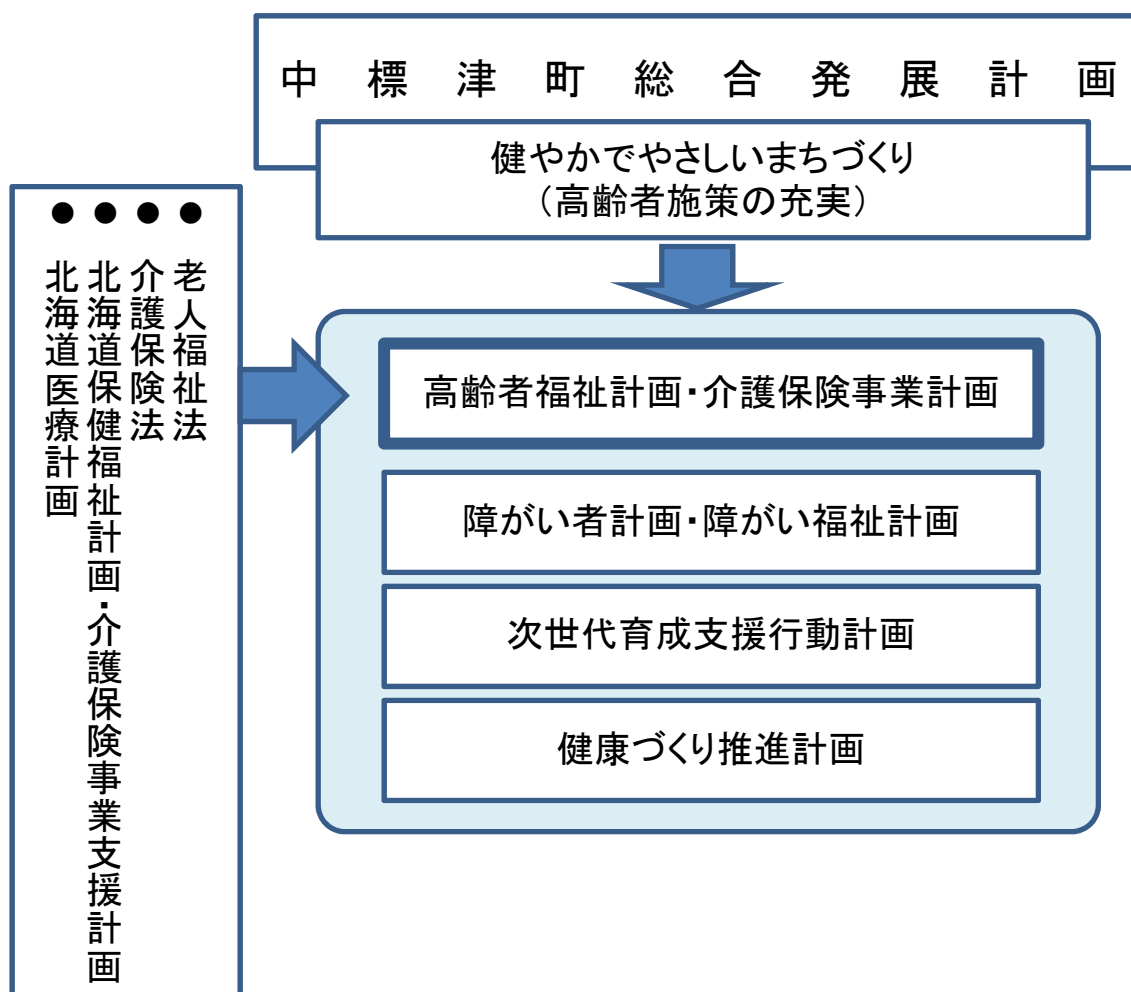 中標津町総合発展計画
健やかでやさしいまちづくり
（高齢者施策の充実）
●老人福祉法
●介護保険法
●北海道保健福祉計画・介護保険事業支援計画
●北海道医療計画
高齢者福祉計画・介護保険事業計画
障がい者計画・障がい福祉計画
次世代育成支援行動計画
健康づくり推進計画